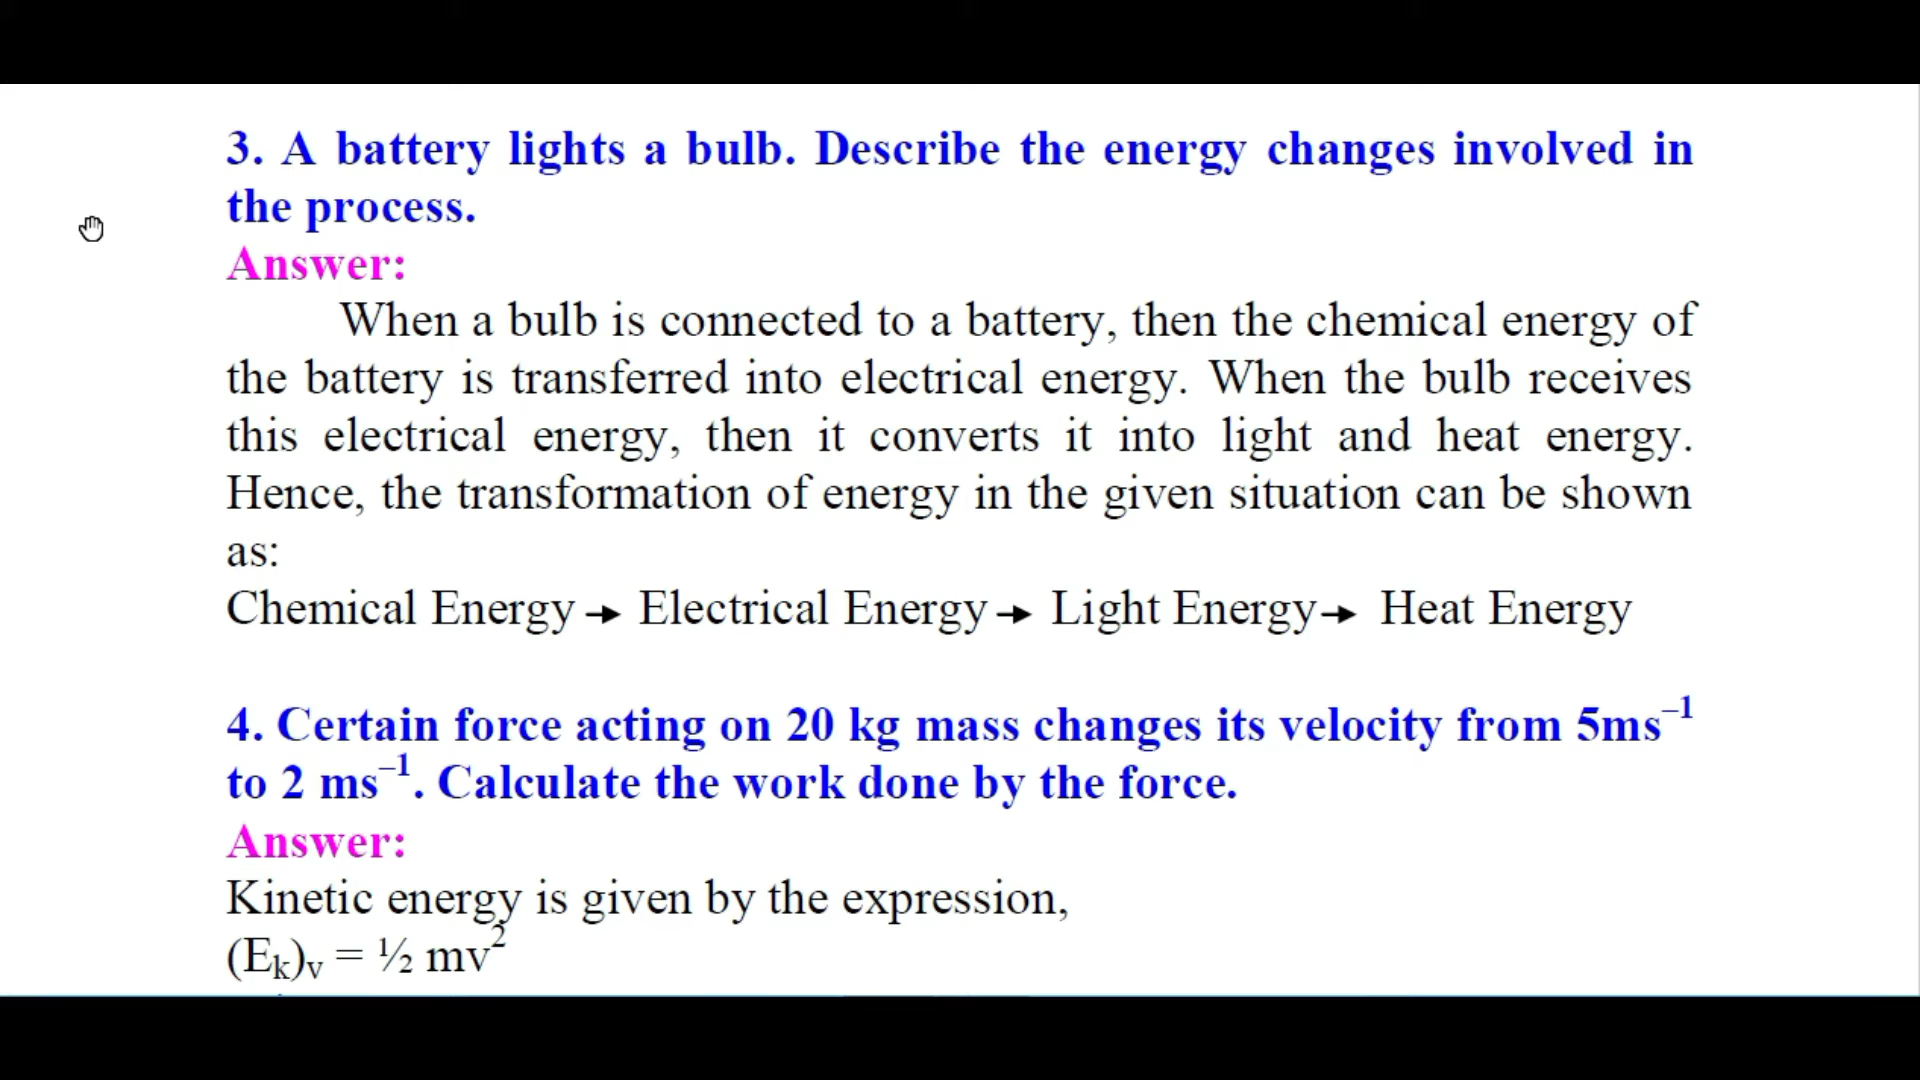 3. A battery lights a bulb. Describe the energy changes involved in
the process.
Answer:
When a bulb is connected to a battery, then the chemical energy of
the battery is transferred into electrical energy. When the bulb receives
this electrical energy, then it converts it into light and heat energy.
Hence, the transformation of energy in the given situation can be shown
as:
Chemical Energy → Electrical Energy → Light Energy → Heat Energy
4. Certain force acting on 20 kg mass changes its velocity from 5ms⁻¹
to 2 ms⁻¹. Calculate the work done by the force.
Answer:
Kinetic energy is given by the expression,
(Eₖ)ᵥ = ½ mv²